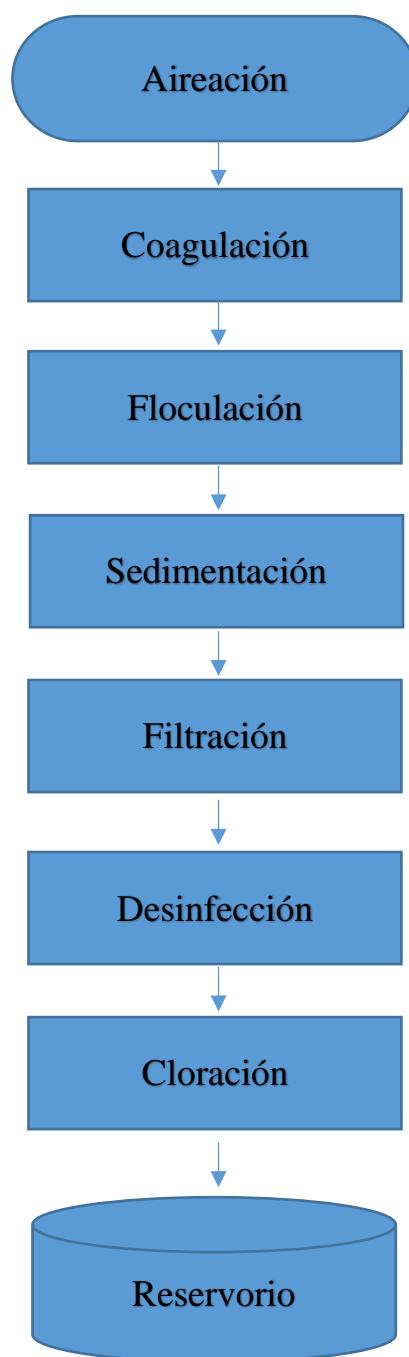 Aireación
Coagulación
Floculación
Sedimentación
Filtración
Desinfección
Cloración
Reservorio